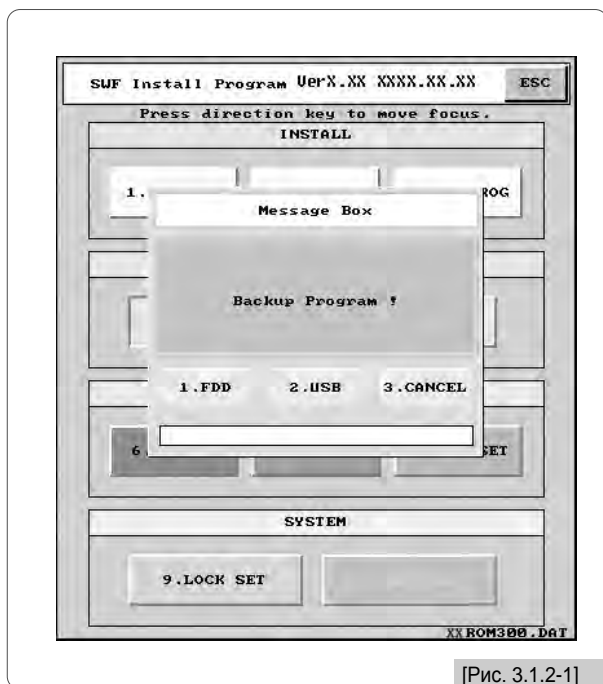 SWF Install Program VerX.XX XXXX.XX.XX ESC
Press direction key to move focus.
INSTALL
1. ROG
Message Box
Backup Program !
1.FDD 2.USB 3.CANCEL
6 SET
SYSTEM
9.LOCK SET
XXROM300.DAT
[Рис. 3.1.2-1]